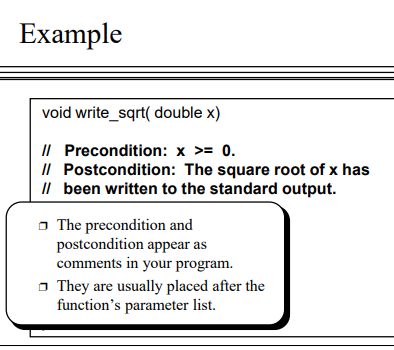 Example
void write_sqrt( double x)
// Precondition: x >= 0.
// Postcondition: The square root of x has
// been written to the standard output.
❒ The precondition and
postcondition appear as
comments in your program.
❒ They are usually placed after the
function’s parameter list.